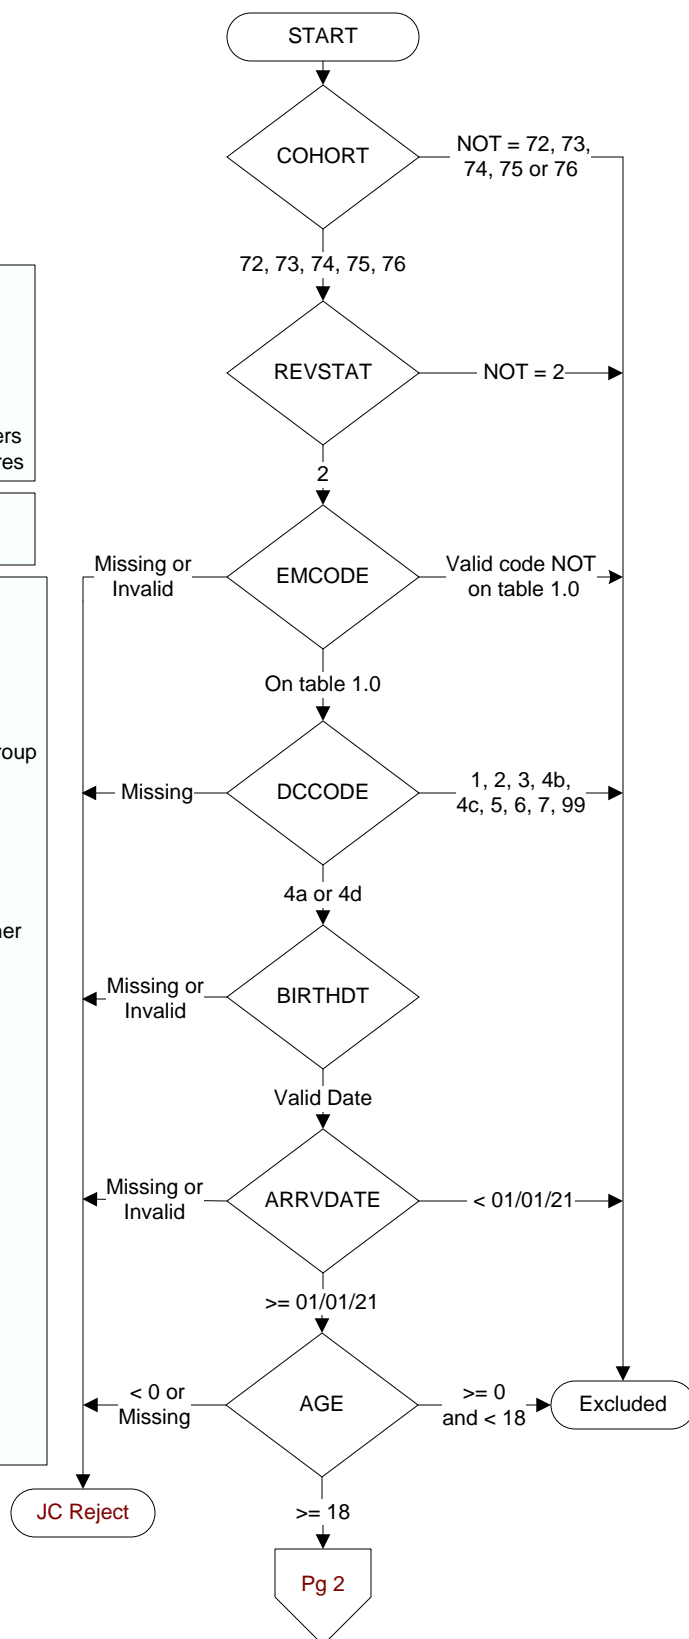 START
COHORT
NOT = 72, 73,
74, 75 or 76
72, 73, 74, 75, 76
REVSTAT
NOT = 2
ers
res
2
Missing or
Invalid
EMCODE
Valid code NOT
on table 1.0
On table 1.0
roup
Missing
DCCODE
1, 2, 3, 4b,
4c, 5, 6, 7, 99
4a or 4d
ner
Missing or
Invalid
BIRTHDT
Valid Date
Missing or
Invalid
ARRVDATE
< 01/01/21
>= 01/01/21
< 0 or
Missing
AGE
>= 0
and < 18
Excluded
JC Reject
>= 18
Pg 2